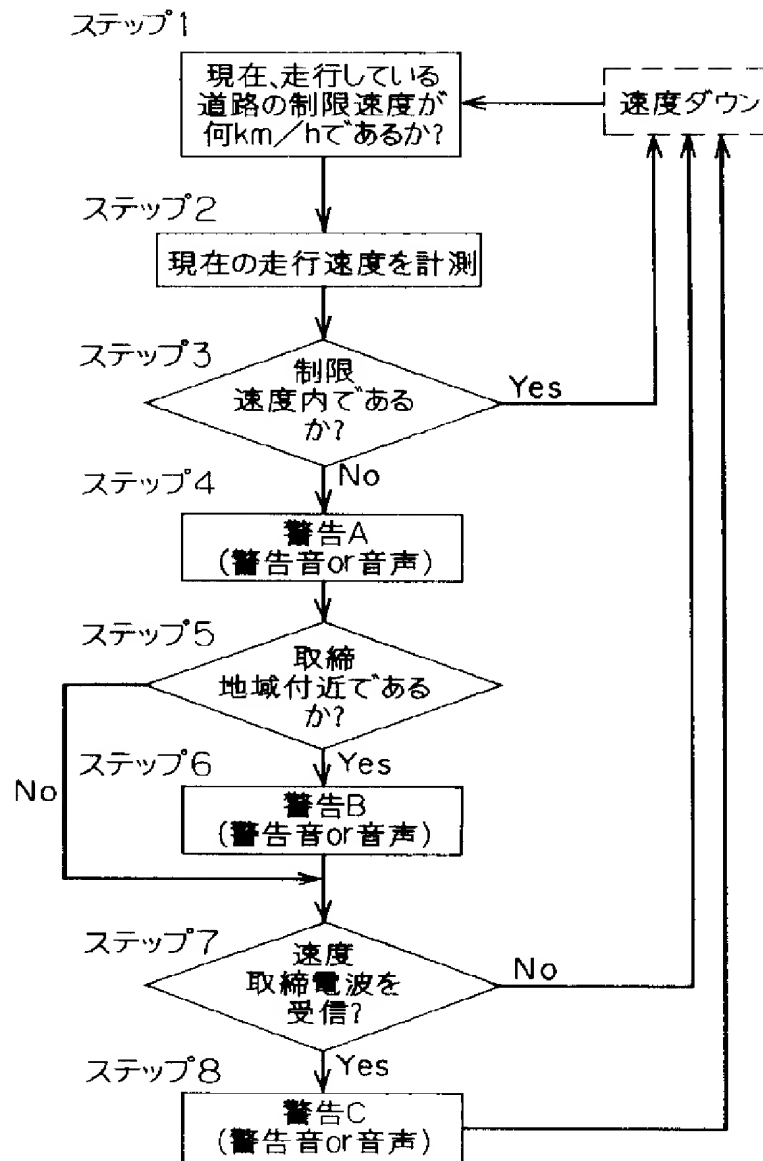 ステップ1
現在、走行している
道路の制限速度が
何km/hであるか?
速度ダウン
ステップ2
現在の走行速度を計測
ステップ3
制限
速度内である
か?
Yes
No
ステップ4
警告A
(警告音or音声)
ステップ5
取締
地域付近である
か?
Yes
No
ステップ6
警告B
(警告音or音声)
ステップ7
速度
取締電波を
受信?
No
Yes
ステップ8
警告C
(警告音or音声)